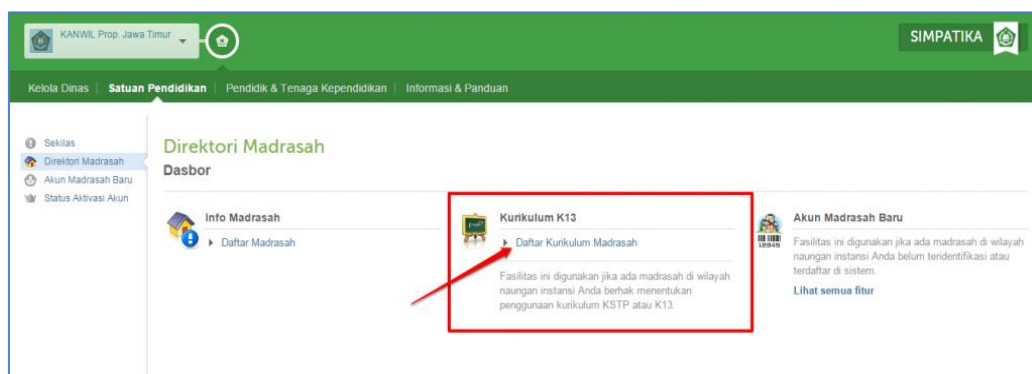 KANWIL Prop. Jawa Timur
SIMPATIKA
Kelola Dinas | Satuan Pendidikan | Pendidik & Tenaga Kependidikan | Informasi & Panduan
Sekilas
Direktori Madrasah
Akun Madrasah Baru
Status Aktivasi Akun
Direktori Madrasah
Dasbor
Info Madrasah
Daftar Madrasah
Kurikulum K13
Daftar Kurikulum Madrasah
Fasilitas ini digunakan jika ada madrasah di wilayah
naungan instansi Anda berhak menentukan
penggunaan kurikulum KSTP atau K13.
Akun Madrasah Baru
Fasilitas ini digunakan jika ada madrasah di wilayah
naungan instansi Anda belum teridentifikasi atau
terdaftar di sistem.
Lihat semua fitur